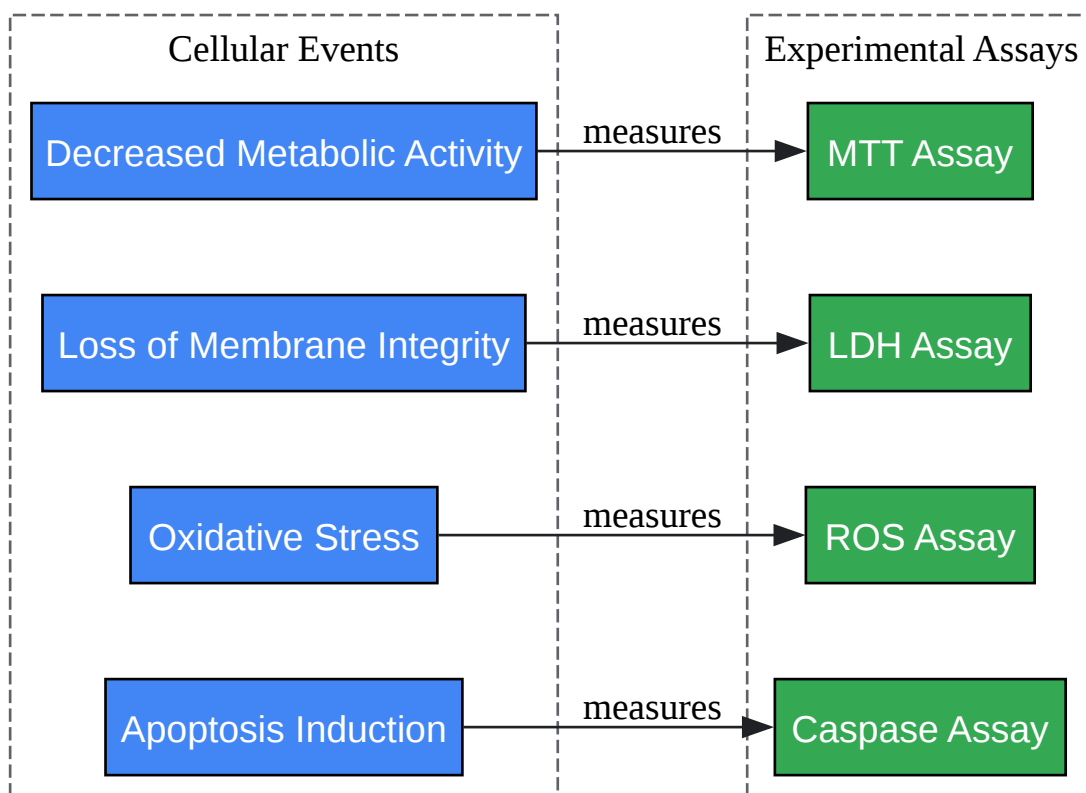 Cellular Events
Experimental Assays
Decreased Metabolic Activity
measures
MTT Assay
Loss of Membrane Integrity
measures
LDH Assay
Oxidative Stress
measures
ROS Assay
Apoptosis Induction
measures
Caspase Assay